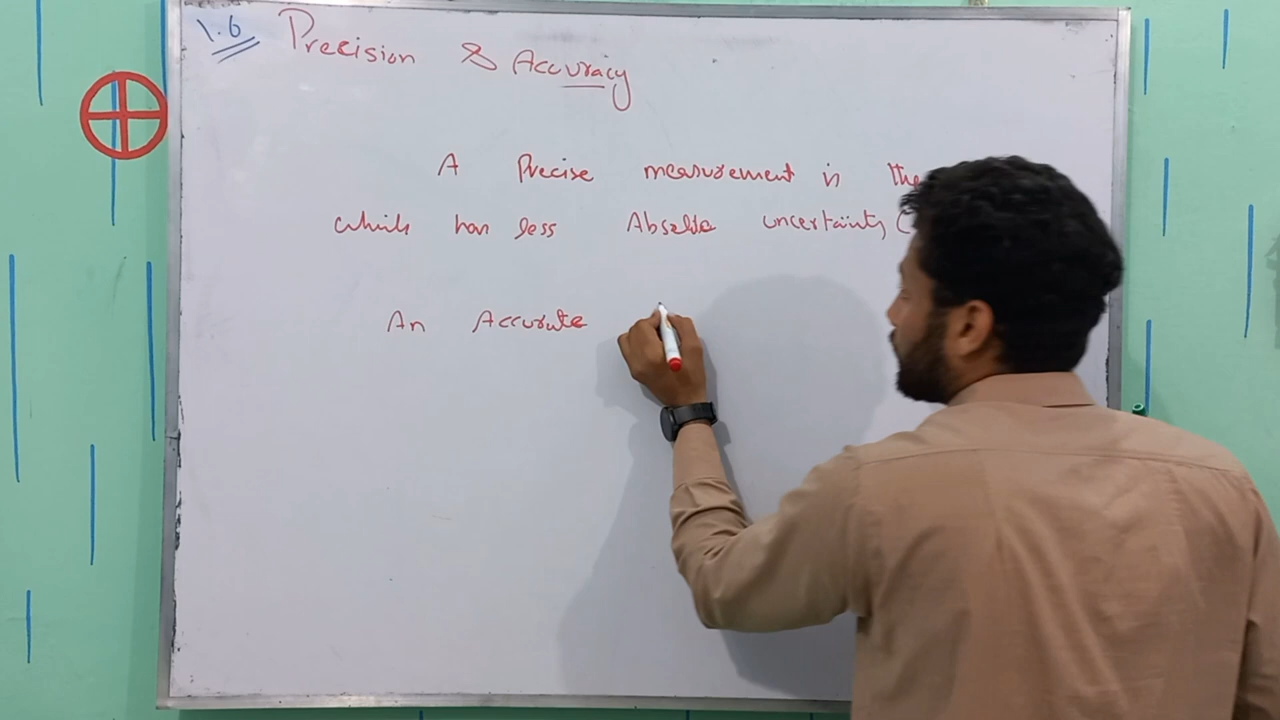 1.6 Precision & Accuracy
A Precise measurement is the
which has less Absolute uncertainty (
An Accurate